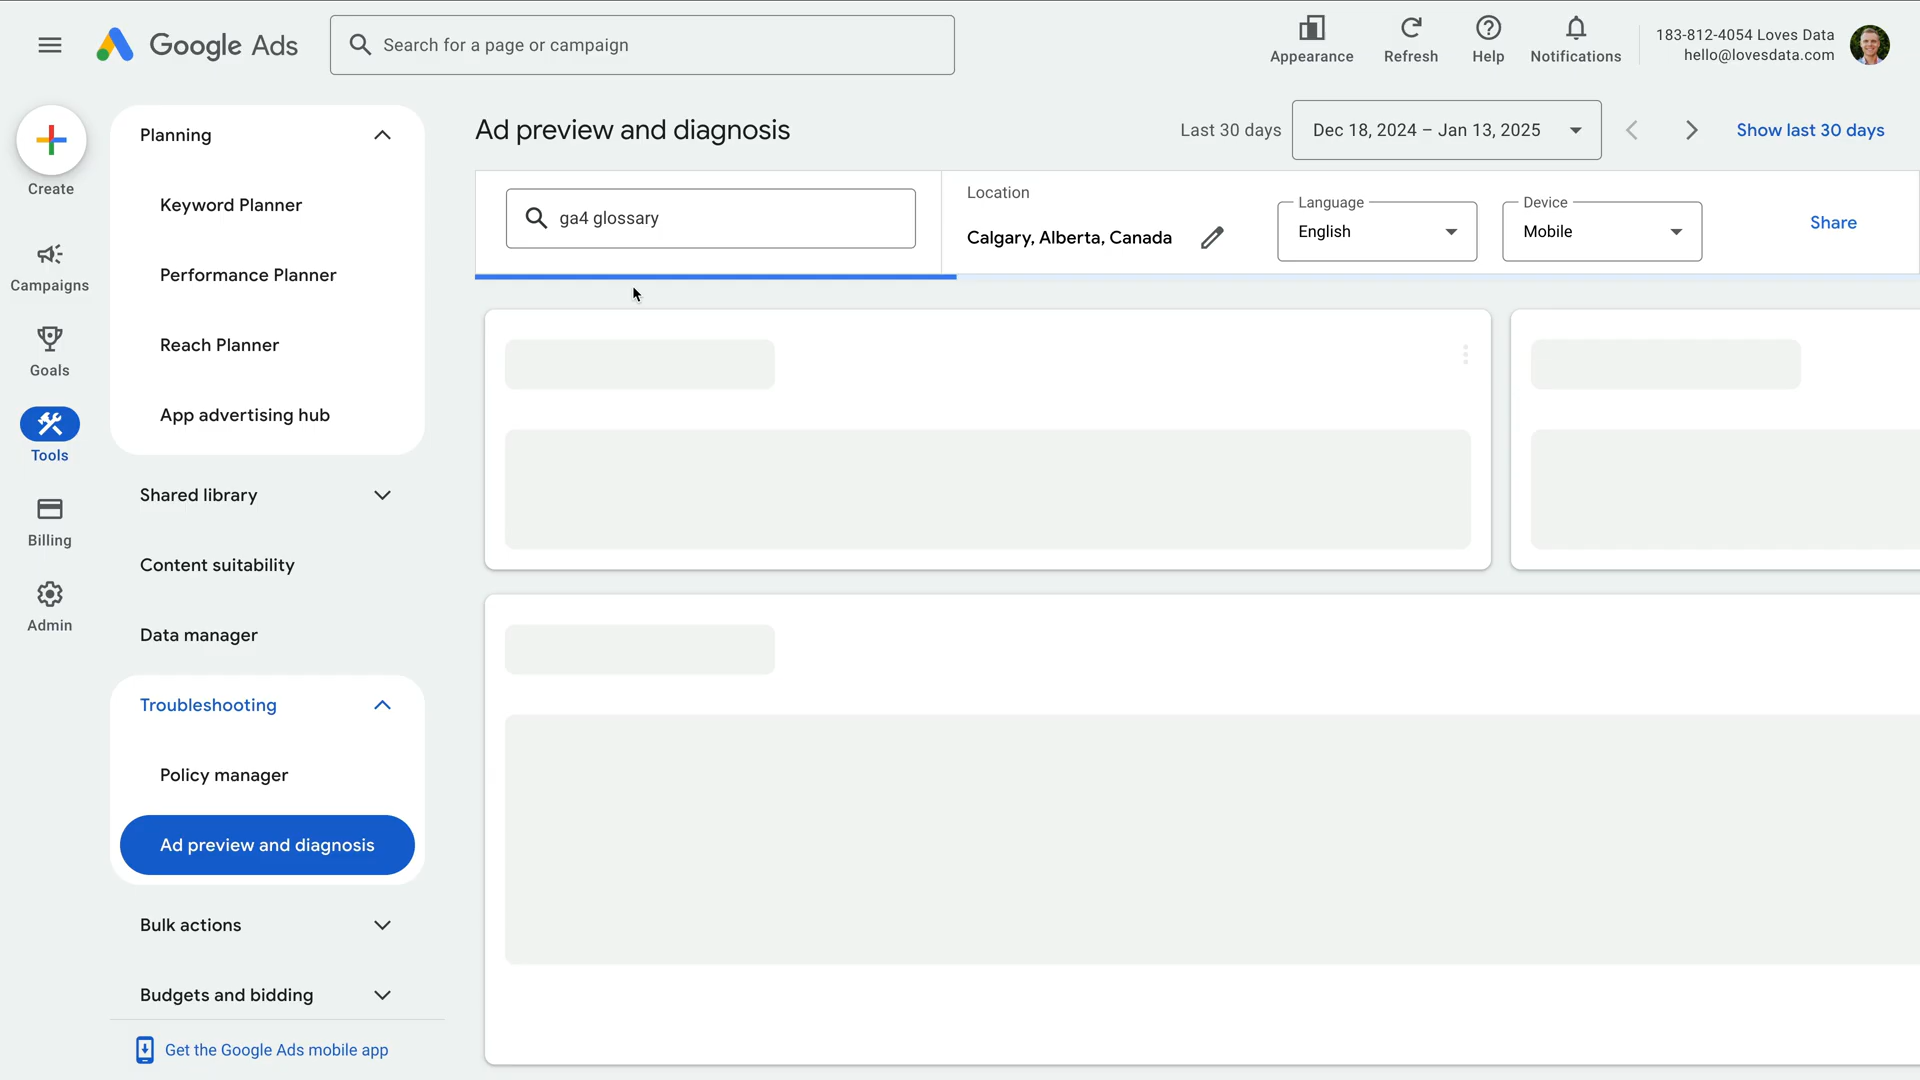 Google Ads
Search for a page or campaign
Appearance
Refresh
Help
Notifications
183-812-4054 Loves Data
hello@lovesdata.com
Create
Campaigns
Goals
Tools
Billing
Admin
Planning
Keyword Planner
Performance Planner
Reach Planner
App advertising hub
Shared library
Content suitability
Data manager
Troubleshooting
Policy manager
Ad preview and diagnosis
Bulk actions
Budgets and bidding
Get the Google Ads mobile app
Ad preview and diagnosis
Last 30 days
Dec 18, 2024 – Jan 13, 2025
Show last 30 days
ga4 glossary
Location
Calgary, Alberta, Canada
Language
English
Device
Mobile
Share